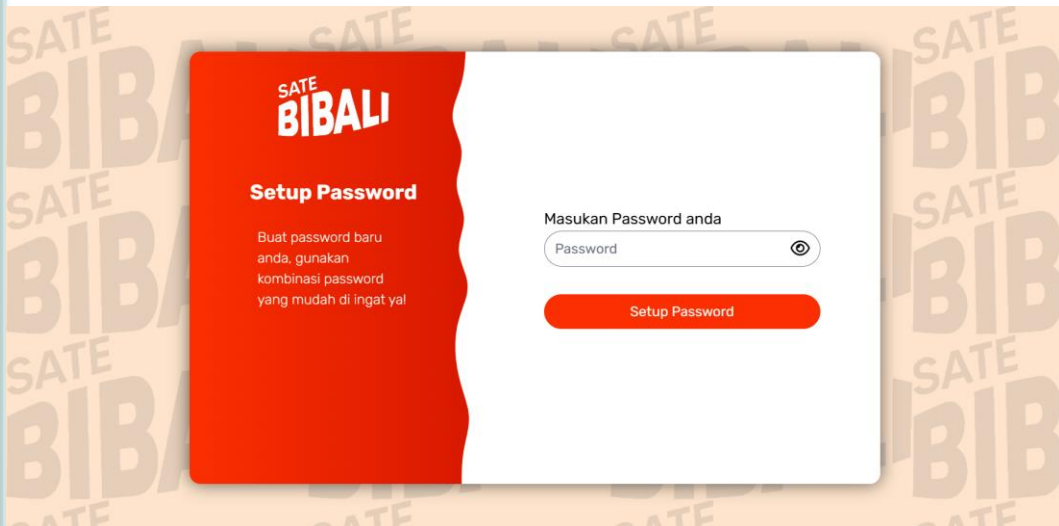 SATE
BIBALI
Setup Password
Buat password baru
anda, gunakan
kombinasi password
yang mudah di ingat ya!
Masukan Password anda
Password
Setup Password